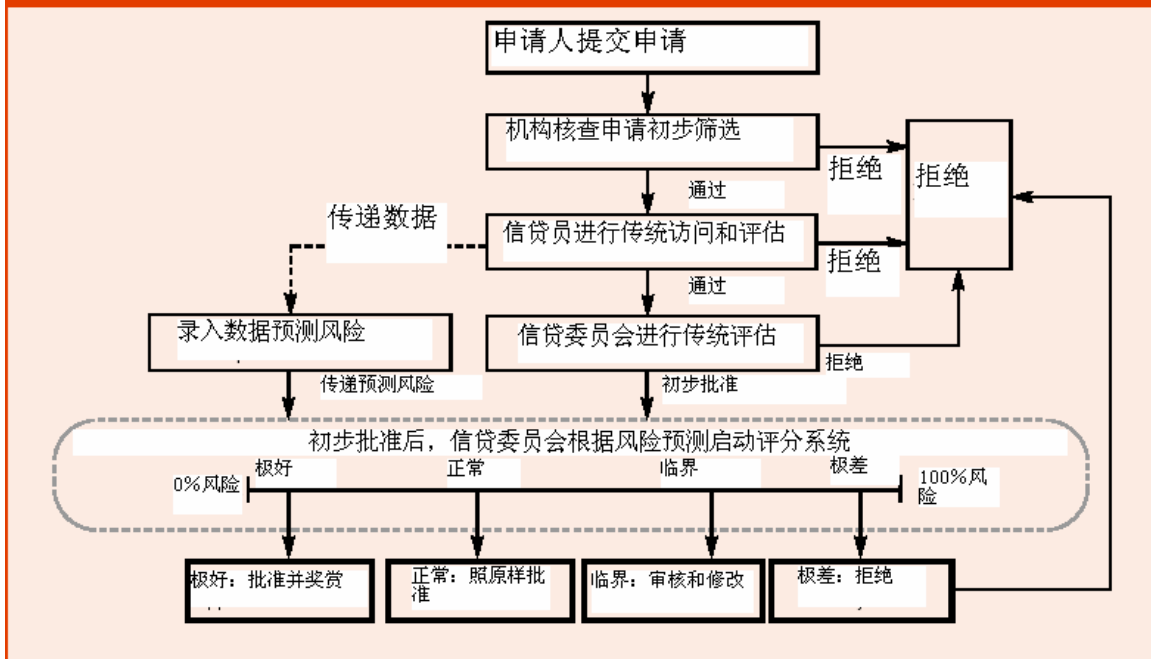 申请人提交申请
机构核查申请初步筛选
拒绝
拒绝
通过
传递数据
信贷员进行传统访问和评估
拒绝
通过
录入数据预测风险
信贷委员会进行传统评估
拒绝
传递预测风险
初步批准
初步批准后，信贷委员会根据风险预测启动评分系统
极好
正常
临界
极差
0%风险
100%风
险
极好：批准并奖赏
正常：照原样批
准
临界：审核和修改
极差：拒绝